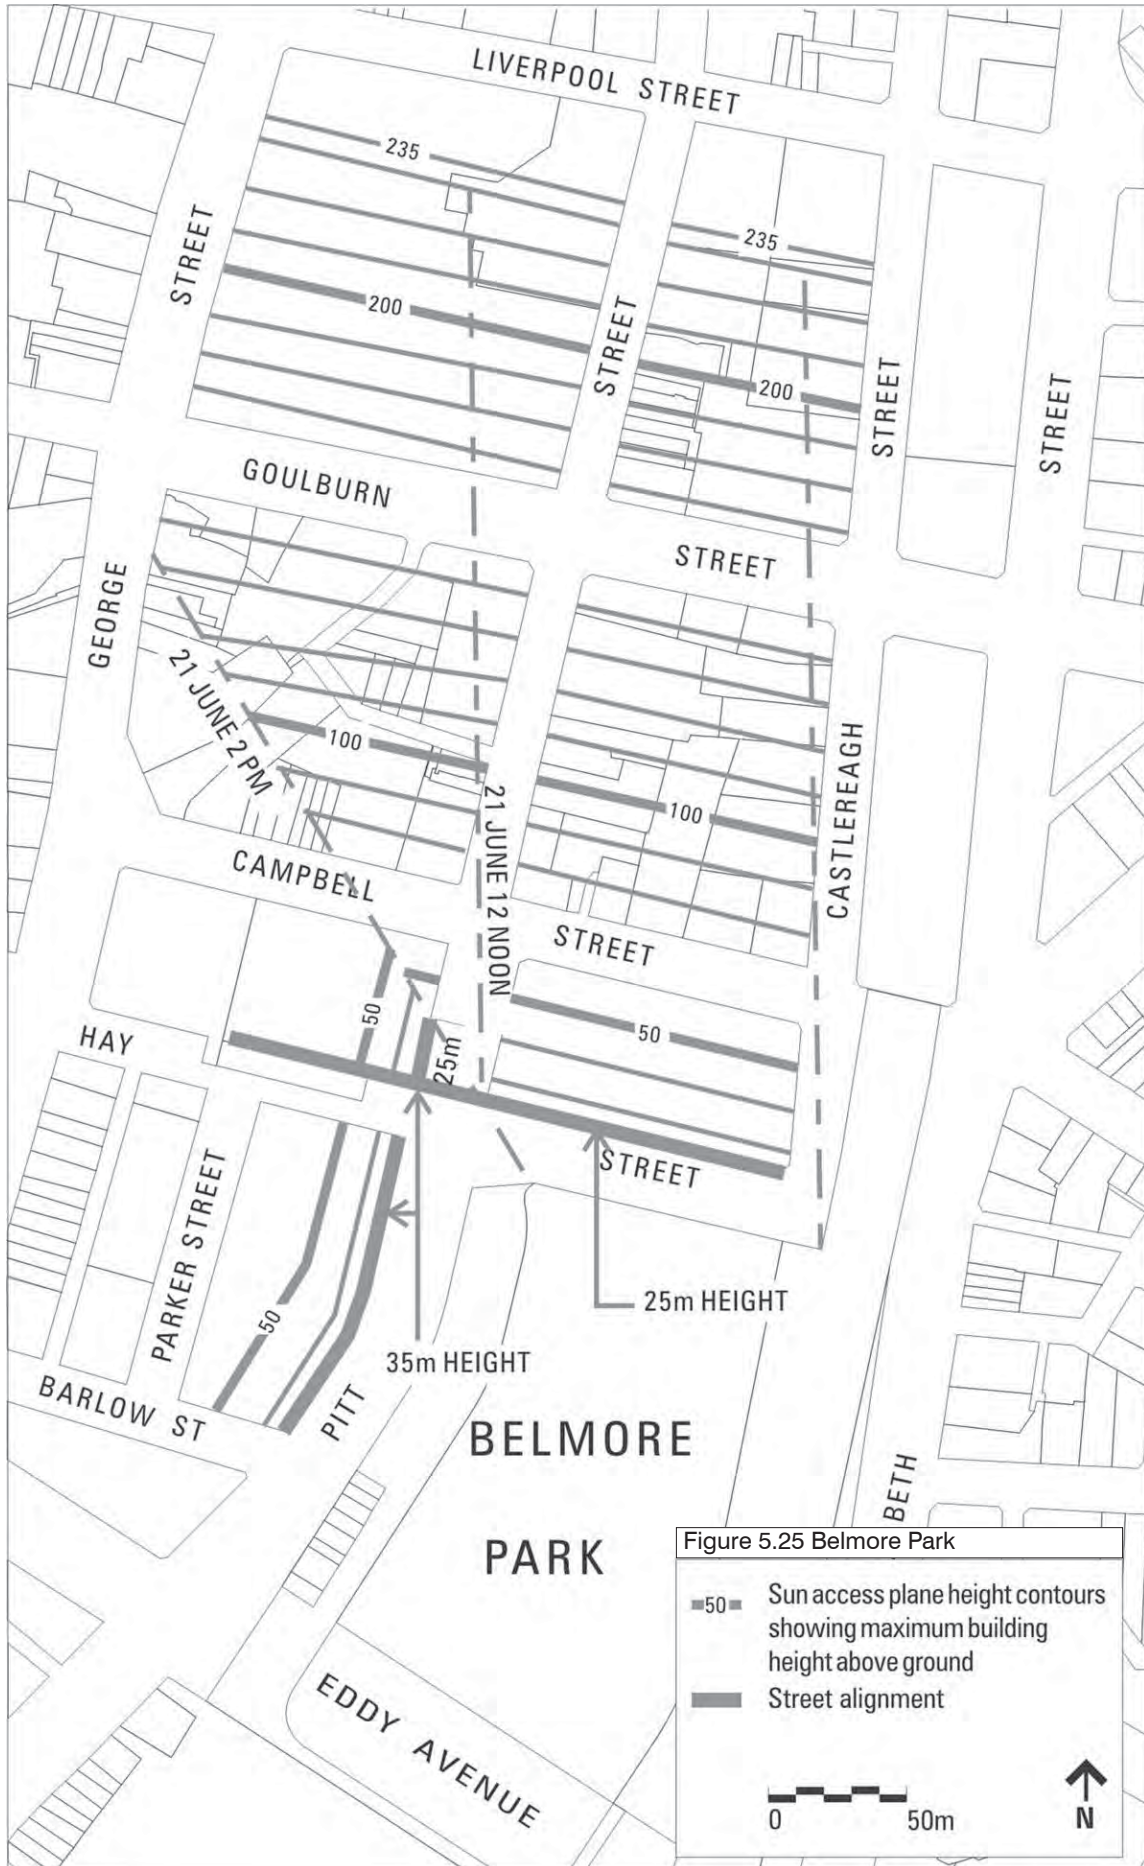 LIVERPOOL STREET
235
235
STREET
200
STREET
200
STREET
STREET
GOULBURN
STREET
GEORGE
21 JUNE 2 PM
100
100
21 JUNE 12 NOON
CASTLEREAGH
CAMPBELL
STREET
50
50
HAY
25m
STREET
PARKER STREET
50
25m HEIGHT
35m HEIGHT
BARLOW ST
PITT
BELMORE
PARK
BETH
EDDY AVENUE
Figure 5.25 Belmore Park
50
Sun access plane height contours
showing maximum building
height above ground
Street alignment
0
50m
N